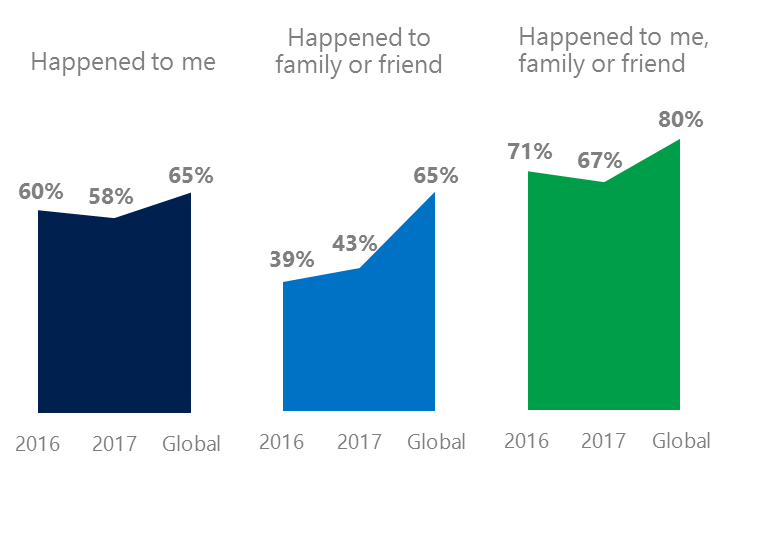 Happened to me
60%
58%
65%
2016
2017
Global
Happened to
family or friend
39%
43%
65%
2016
2017
Global
Happened to me,
family or friend
71%
67%
80%
2016
2017
Global